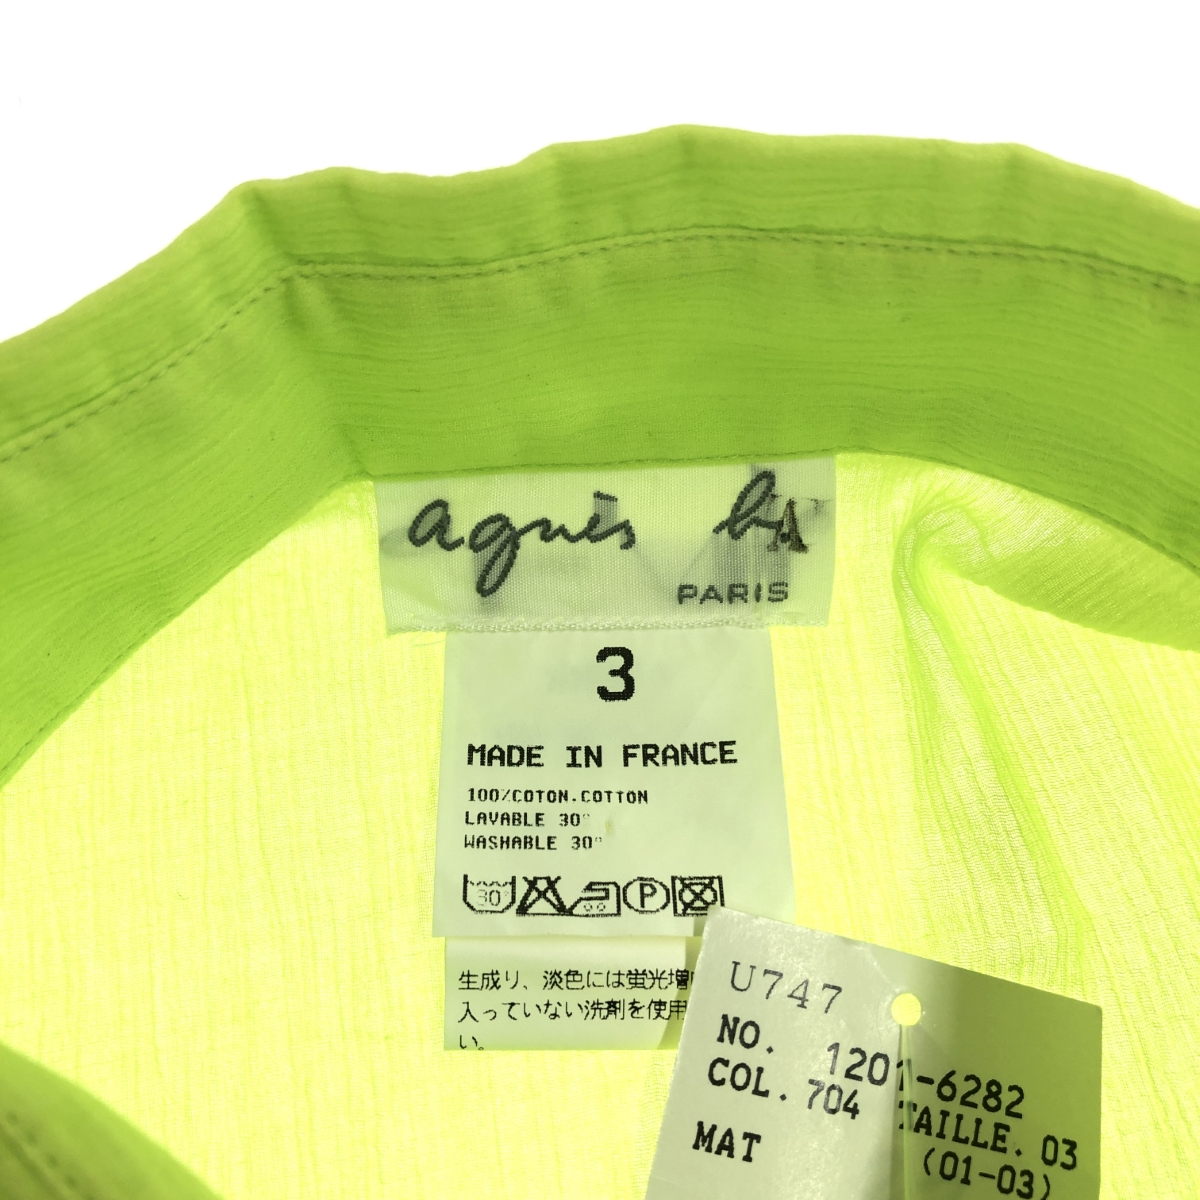 agnès b.
A
PARIS
3
MADE IN FRANCE
100%COTON.COTTON
LAVABLE 30°
WASHABLE 30°
30° P
生成り、淡色には蛍光増
入っていない洗剤を使用
い。
U747
NO. 1201-6282
COL. 704 TAILLE. 03
MAT (01-03)